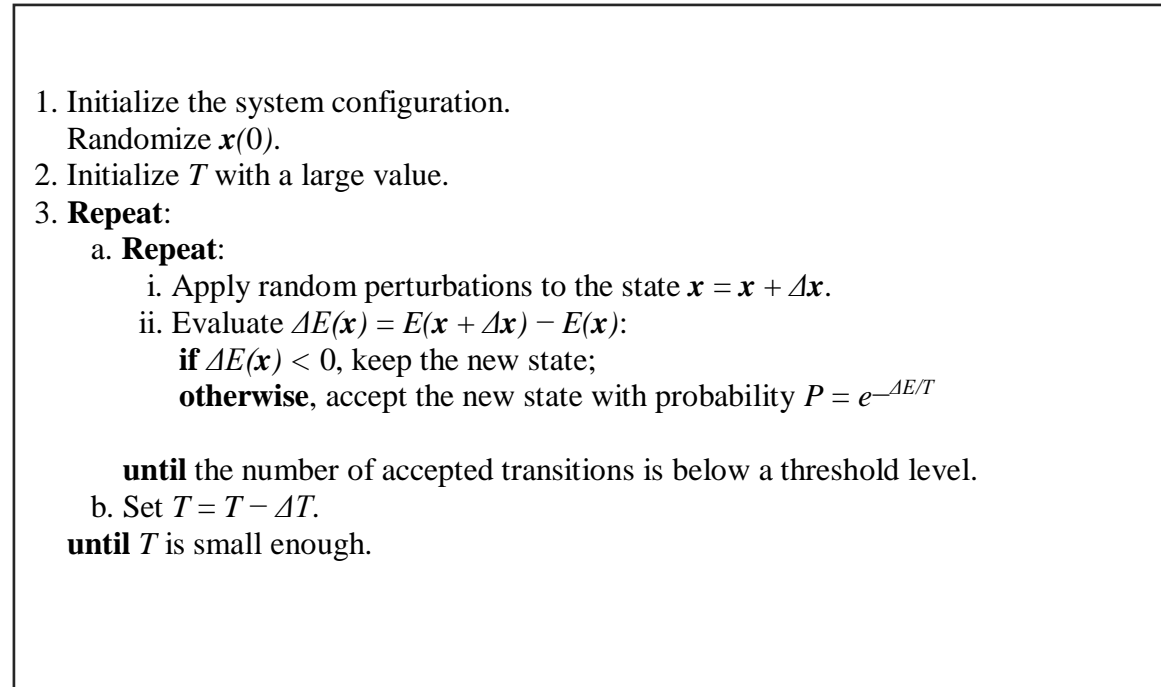 1. Initialize the system configuration.
Randomize x(0).
2. Initialize T with a large value.
3. Repeat:
a. Repeat:
i. Apply random perturbations to the state x = x + Δx.
ii. Evaluate ΔE(x) = E(x + Δx) − E(x):
if ΔE(x) < 0, keep the new state;
otherwise, accept the new state with probability P = e^–ΔE/T
until the number of accepted transitions is below a threshold level.
b. Set T = T − ΔT.
until T is small enough.